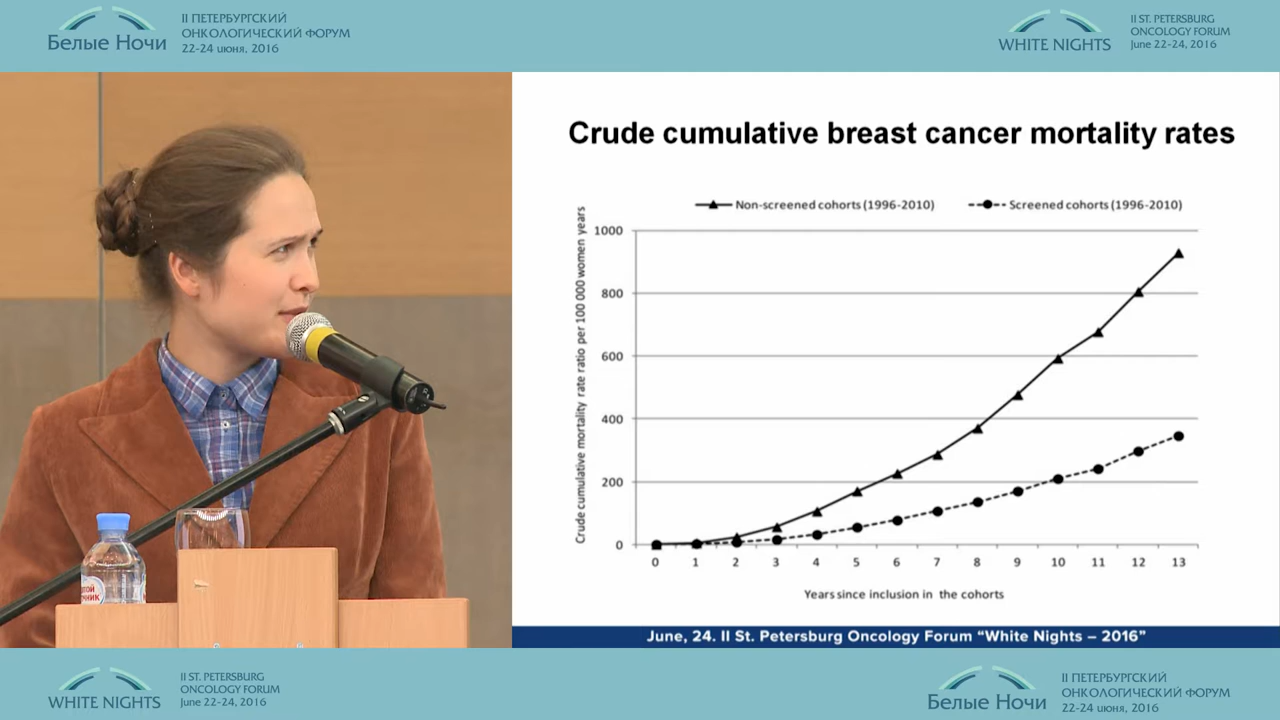 Белые Ночи
II ПЕТЕРБУРГСКИЙ
ОНКОЛОГИЧЕСКИЙ ФОРУМ
22-24 июня, 2016
WHITE NIGHTS
II ST. PETERSBURG
ONCOLOGY FORUM
June 22-24, 2016
Crude cumulative breast cancer mortality rates
Non-screened cohorts (1996-2010)
Screened cohorts (1996-2010)
Crude cumulative mortality rate ratio per 100 000 women years
1000
800
600
400
200
0
0 1 2 3 4 5 6 7 8 9 10 11 12 13
Years since inclusion in the cohorts
June, 24. II St. Petersburg Oncology Forum “White Nights – 2016”
WHITE NIGHTS
II ST. PETERSBURG
ONCOLOGY FORUM
June 22-24, 2016
Белые Ночи
II ПЕТЕРБУРГСКИЙ
ОНКОЛОГИЧЕСКИЙ ФОРУМ
22-24 июня, 2016